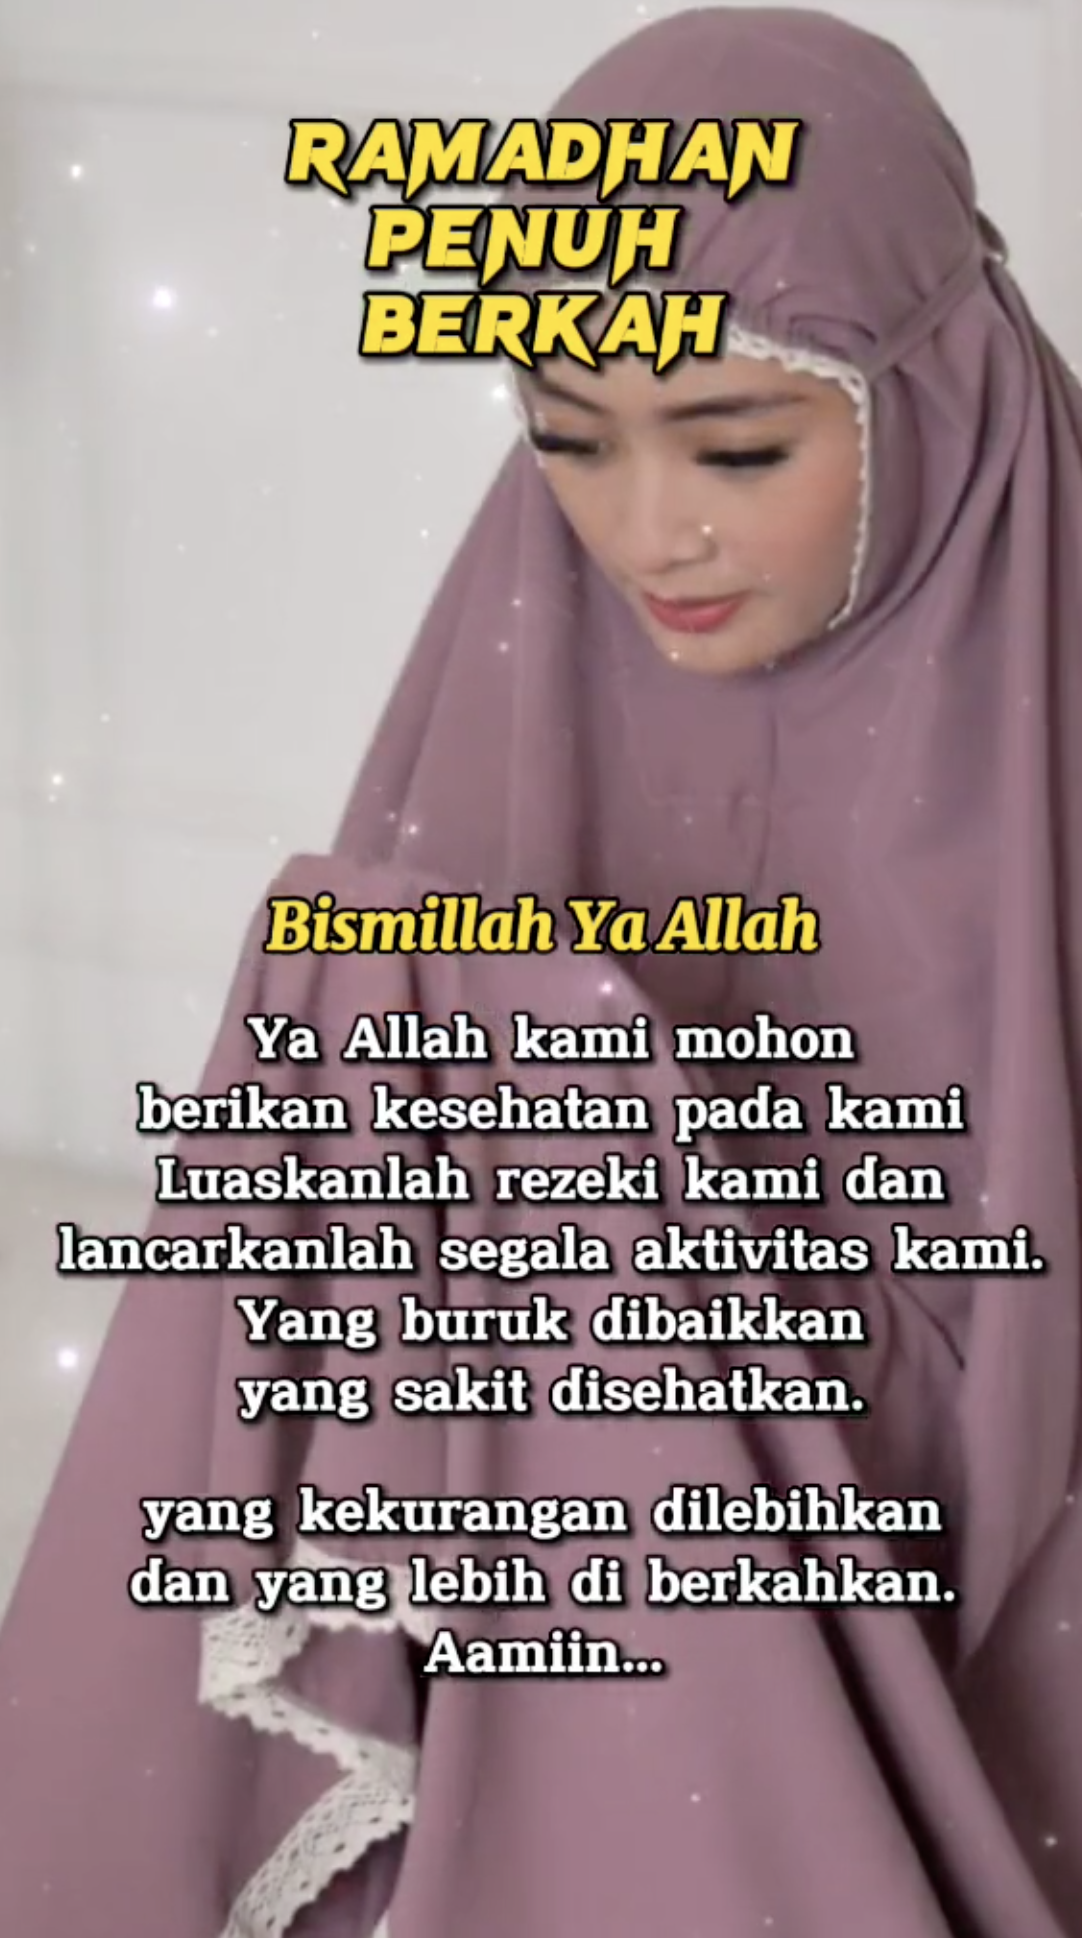 RAMADHAN
PENUH
BERKAH
Bismillah Ya Allah
Ya Allah kami mohon
berikan kesehatan pada kami
Luaskanlah rezeki kami dan
lancarkanlah segala aktivitas kami.
Yang buruk dibaikkan
yang sakit disehatkan.
yang kekurangan dilebihkan
dan yang lebih di berkahkan.
Aamiin...